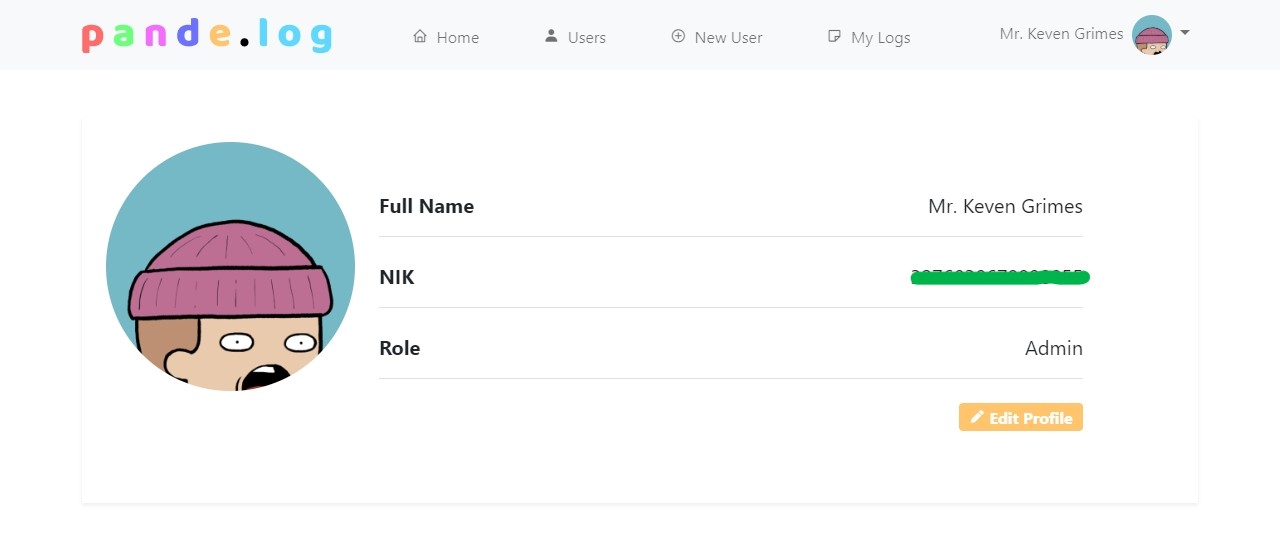 pande.log Home Users New User My Logs Mr. Keven Grimes
Full Name Mr. Keven Grimes
NIK
Role Admin
Edit Profile